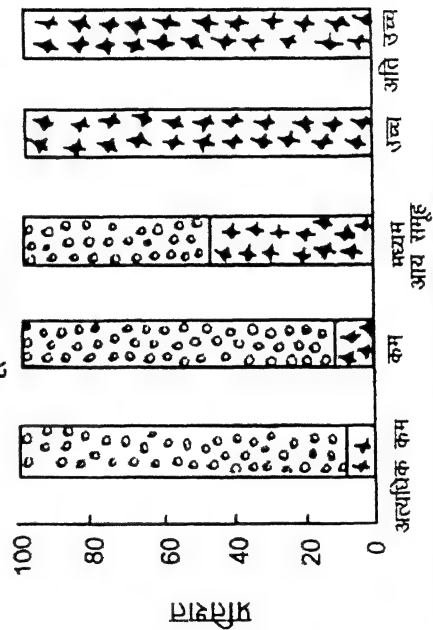 प्रतिशत
100
80
60
40
20
0
अत्यधिक कम
कम
मध्यम
उच्च
अति उच्च
आय समूह